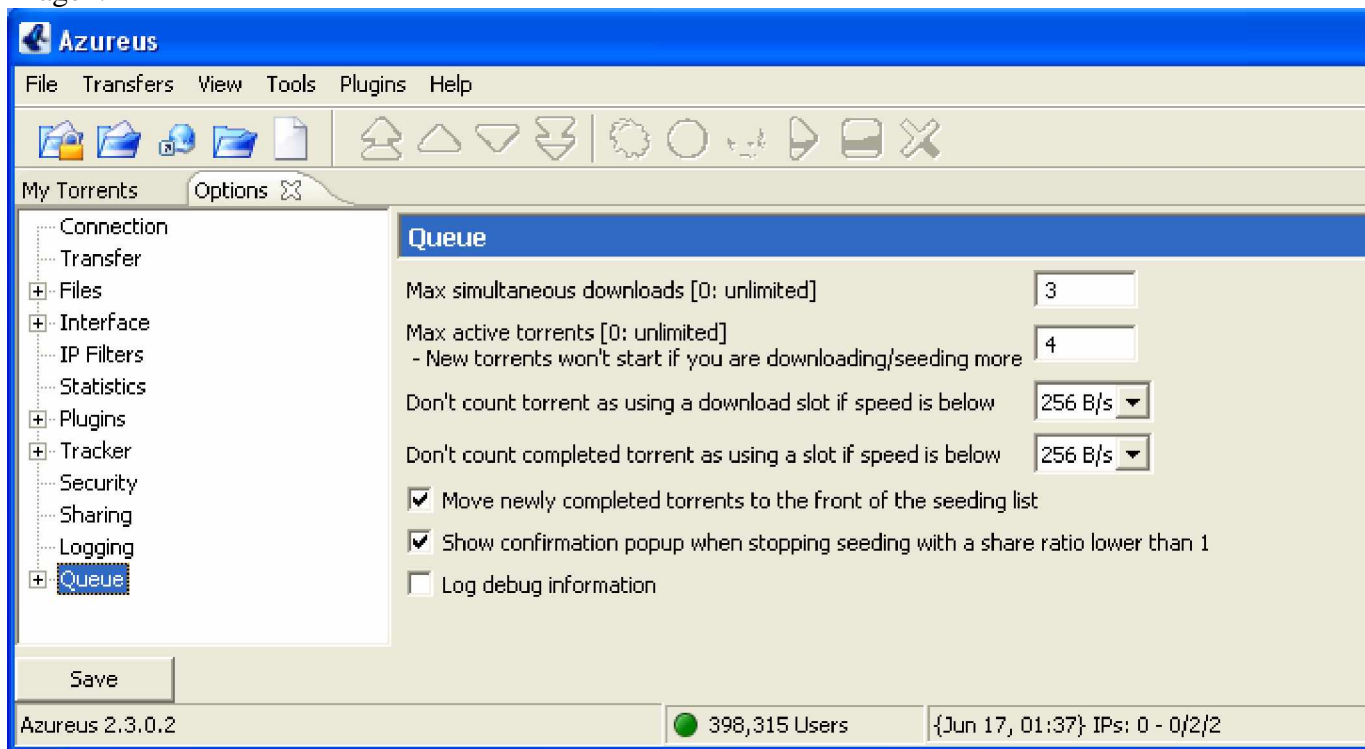 Azureus
File Transfers View Tools Plugins Help
My Torrents Options
Connection
Transfer
Files
Interface
IP Filters
Statistics
Plugins
Tracker
Security
Sharing
Logging
Queue
Save
Queue
Max simultaneous downloads [0: unlimited] 3
Max active torrents [0: unlimited]
- New torrents won't start if you are downloading/seeding more 4
Don't count torrent as using a download slot if speed is below 256 B/s
Don't count completed torrent as using a slot if speed is below 256 B/s
Move newly completed torrents to the front of the seeding list
Show confirmation popup when stopping seeding with a share ratio lower than 1
Log debug information
Azureus 2.3.0.2 398,315 Users {Jun 17, 01:37} IPs: 0 - 0/2/2